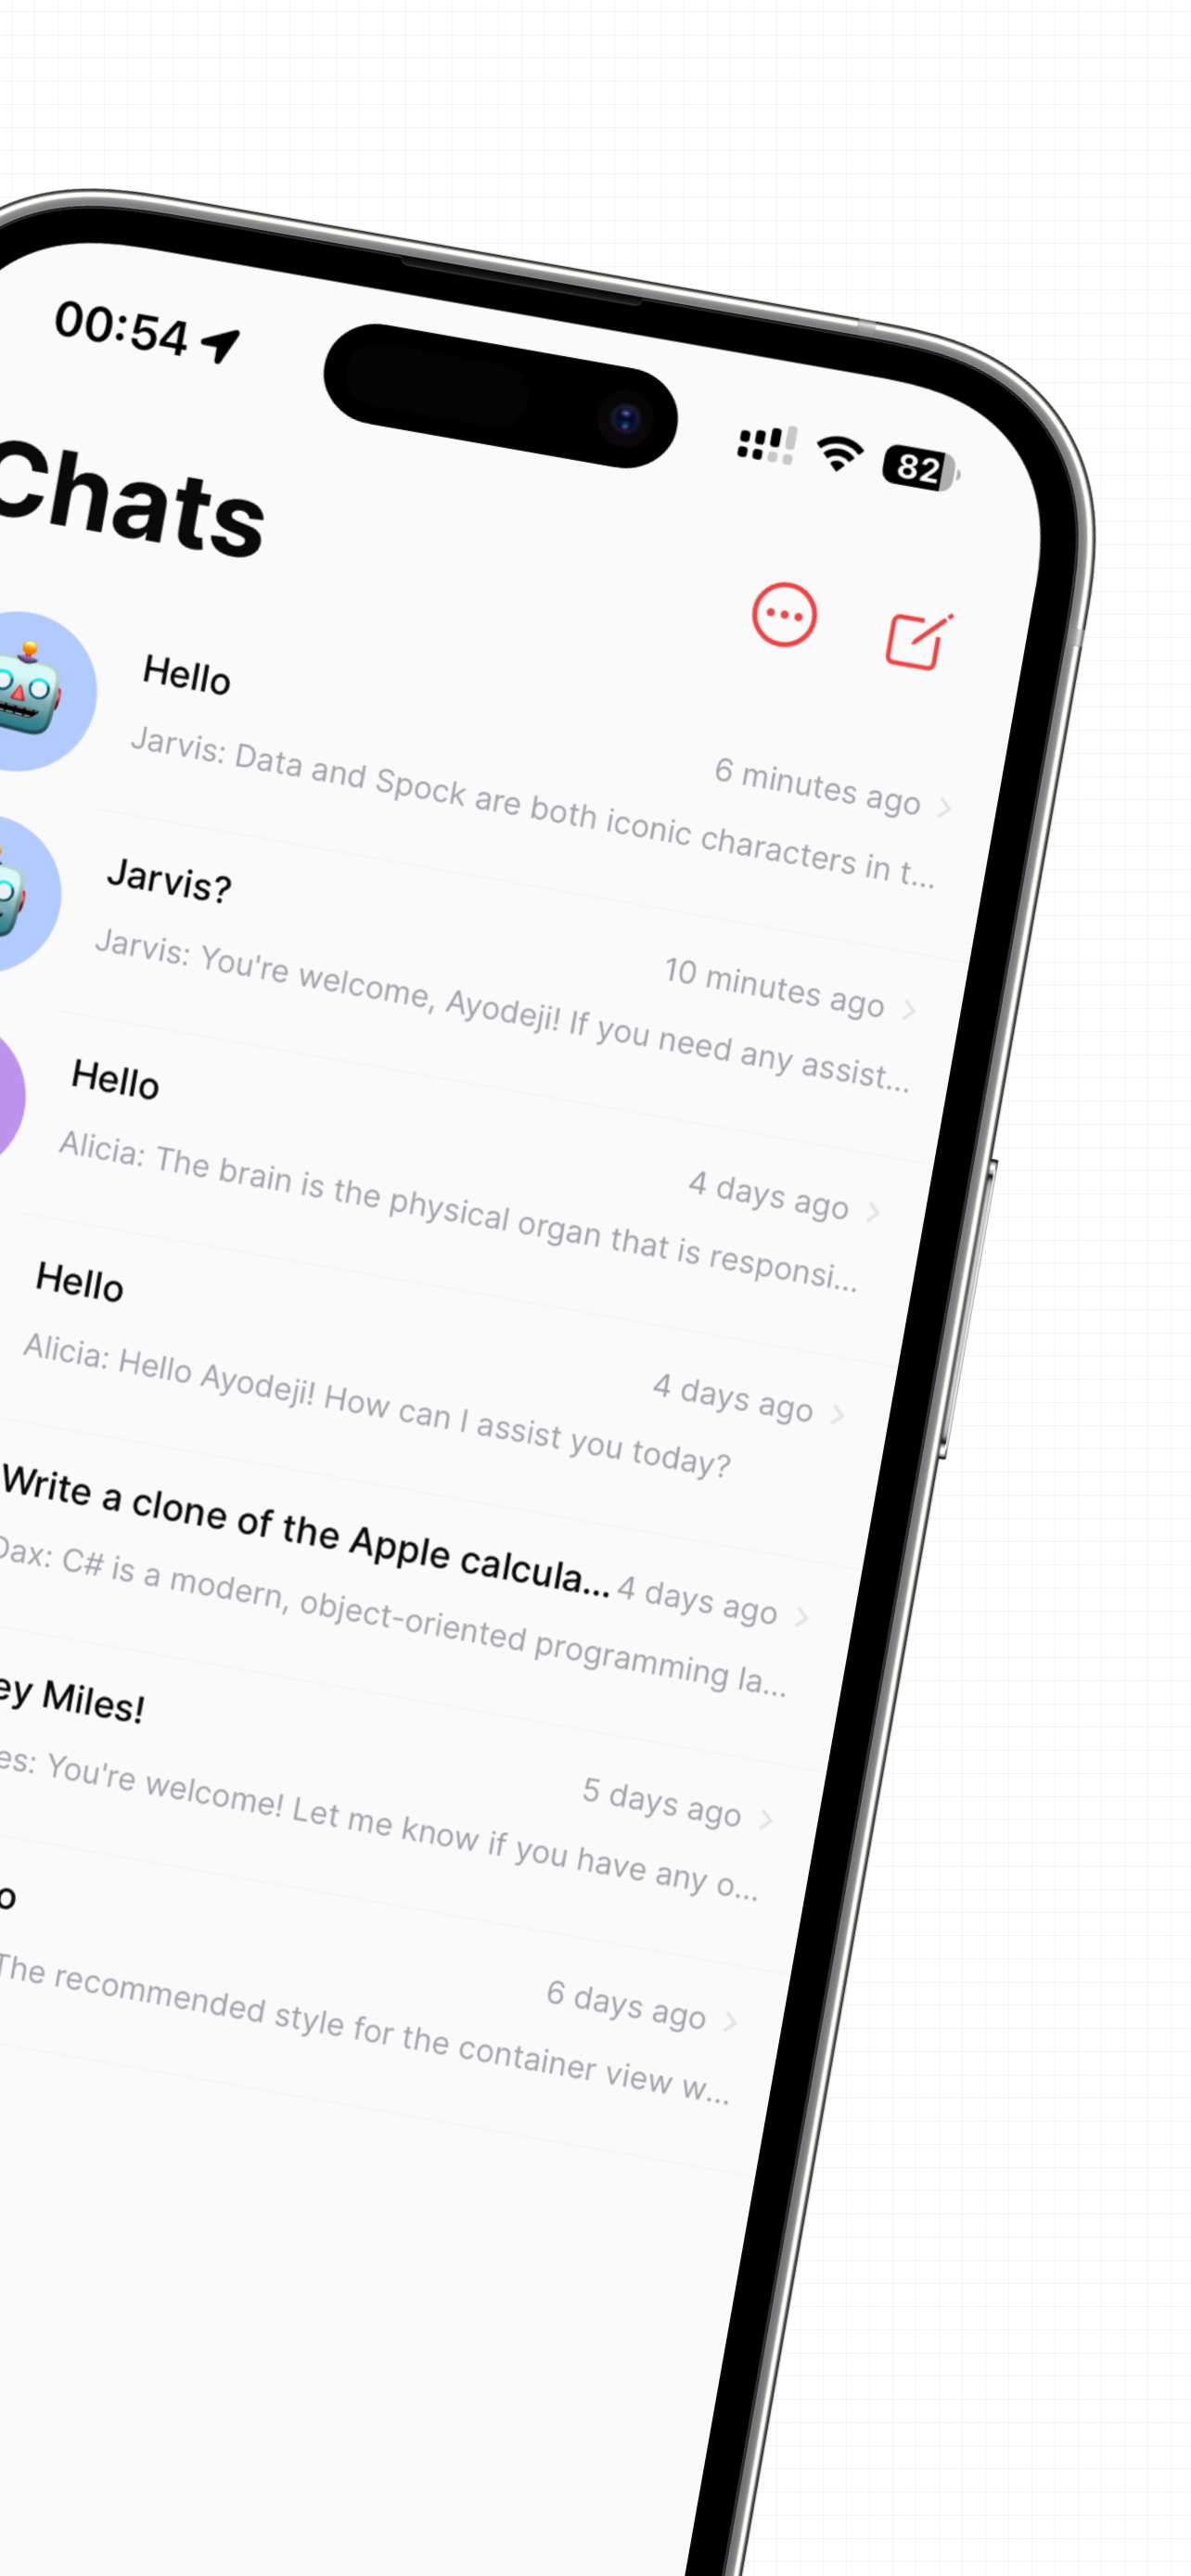 00:54
82
Chats
Hello
6 minutes ago
Jarvis: Data and Spock are both iconic characters in t...
Jarvis?
10 minutes ago
Jarvis: You're welcome, Ayodeji! If you need any assist...
Hello
4 days ago
Alicia: The brain is the physical organ that is responsi...
Hello
4 days ago
Alicia: Hello Ayodeji! How can I assist you today?
Write a clone of the Apple calcula...
4 days ago
Dax: C# is a modern, object-oriented programming la...
ey Miles!
5 days ago
es: You're welcome! Let me know if you have any o...
o
6 days ago
The recommended style for the container view w...